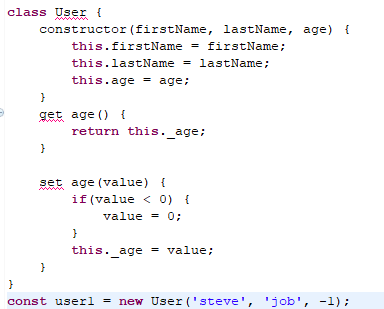 class User {
    constructor(firstName, lastName, age) {
        this.firstName = firstName;
        this.lastName = lastName;
        this.age = age;
    }
    get age() {
        return this._age;
    }
    set age(value) {
        if(value < 0) {
            value = 0;
        }
        this._age = value;
    }
}
const user1 = new User('steve', 'job', -1);